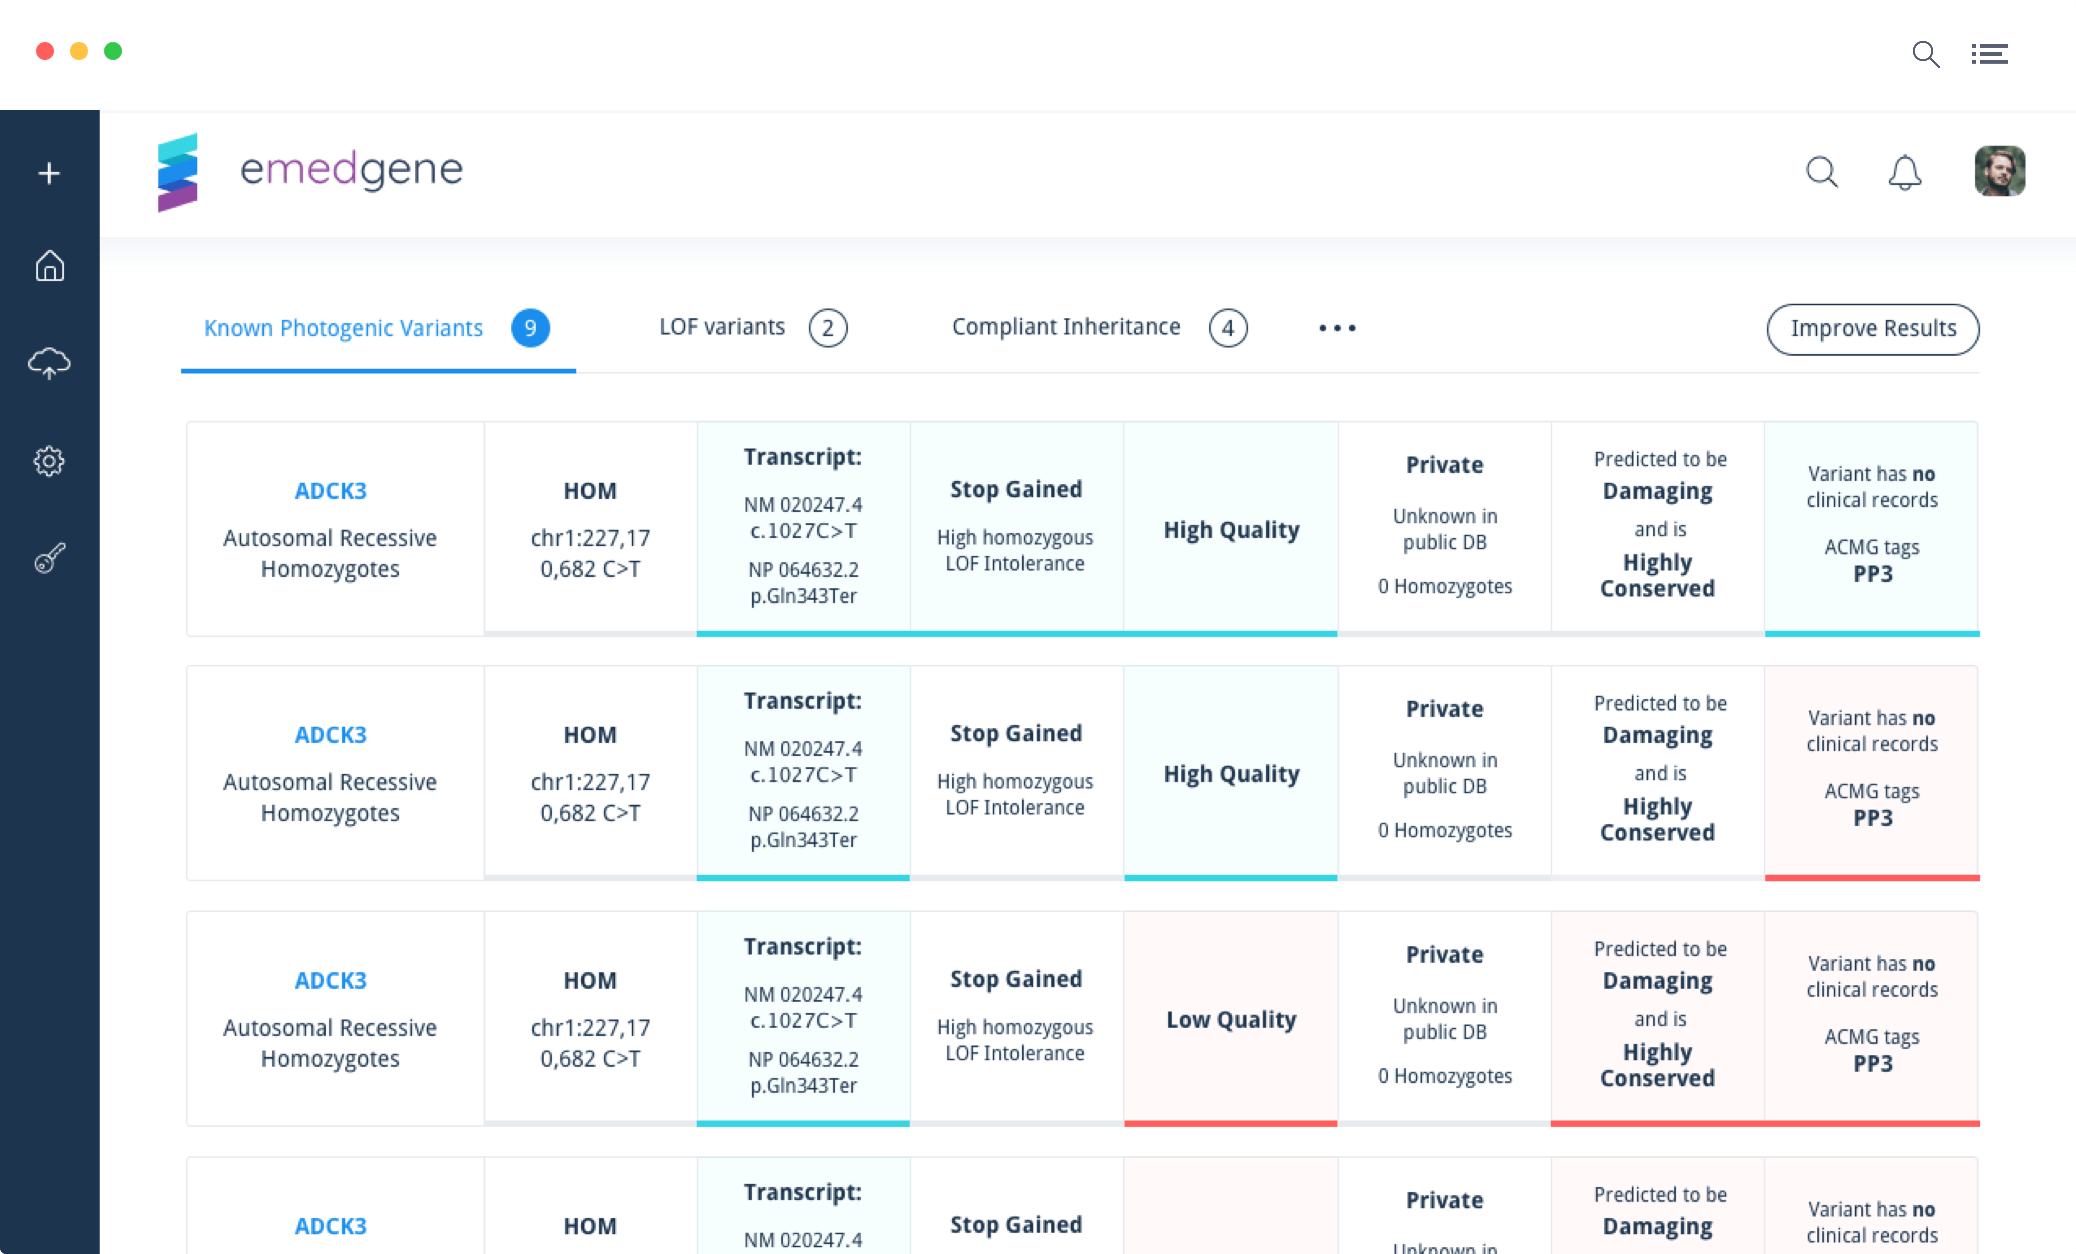 emedgene
Known Photogenic Variants 9
LOF variants 2
Compliant Inheritance 4
Improve Results
ADCK3
Autosomal Recessive
Homozygotes
HOM
chr1:227,17
0,682 C>T
Transcript:
NM 020247.4
c.1027C>T
NP 064632.2
p.Gln343Ter
Stop Gained
High homozygous
LOF Intolerance
High Quality
Private
Unknown in
public DB
0 Homozygotes
Predicted to be
Damaging
and is
Highly
Conserved
Variant has no
clinical records
ACMG tags
PP3
ADCK3
Autosomal Recessive
Homozygotes
HOM
chr1:227,17
0,682 C>T
Transcript:
NM 020247.4
c.1027C>T
NP 064632.2
p.Gln343Ter
Stop Gained
High homozygous
LOF Intolerance
High Quality
Private
Unknown in
public DB
0 Homozygotes
Predicted to be
Damaging
and is
Highly
Conserved
Variant has no
clinical records
ACMG tags
PP3
ADCK3
Autosomal Recessive
Homozygotes
HOM
chr1:227,17
0,682 C>T
Transcript:
NM 020247.4
c.1027C>T
NP 064632.2
p.Gln343Ter
Stop Gained
High homozygous
LOF Intolerance
Low Quality
Private
Unknown in
public DB
0 Homozygotes
Predicted to be
Damaging
and is
Highly
Conserved
Variant has no
clinical records
ACMG tags
PP3
ADCK3
HOM
Transcript:
NM 020247.4
Stop Gained
Private
Unknown in
Predicted to be
Damaging
Variant has no
clinical records